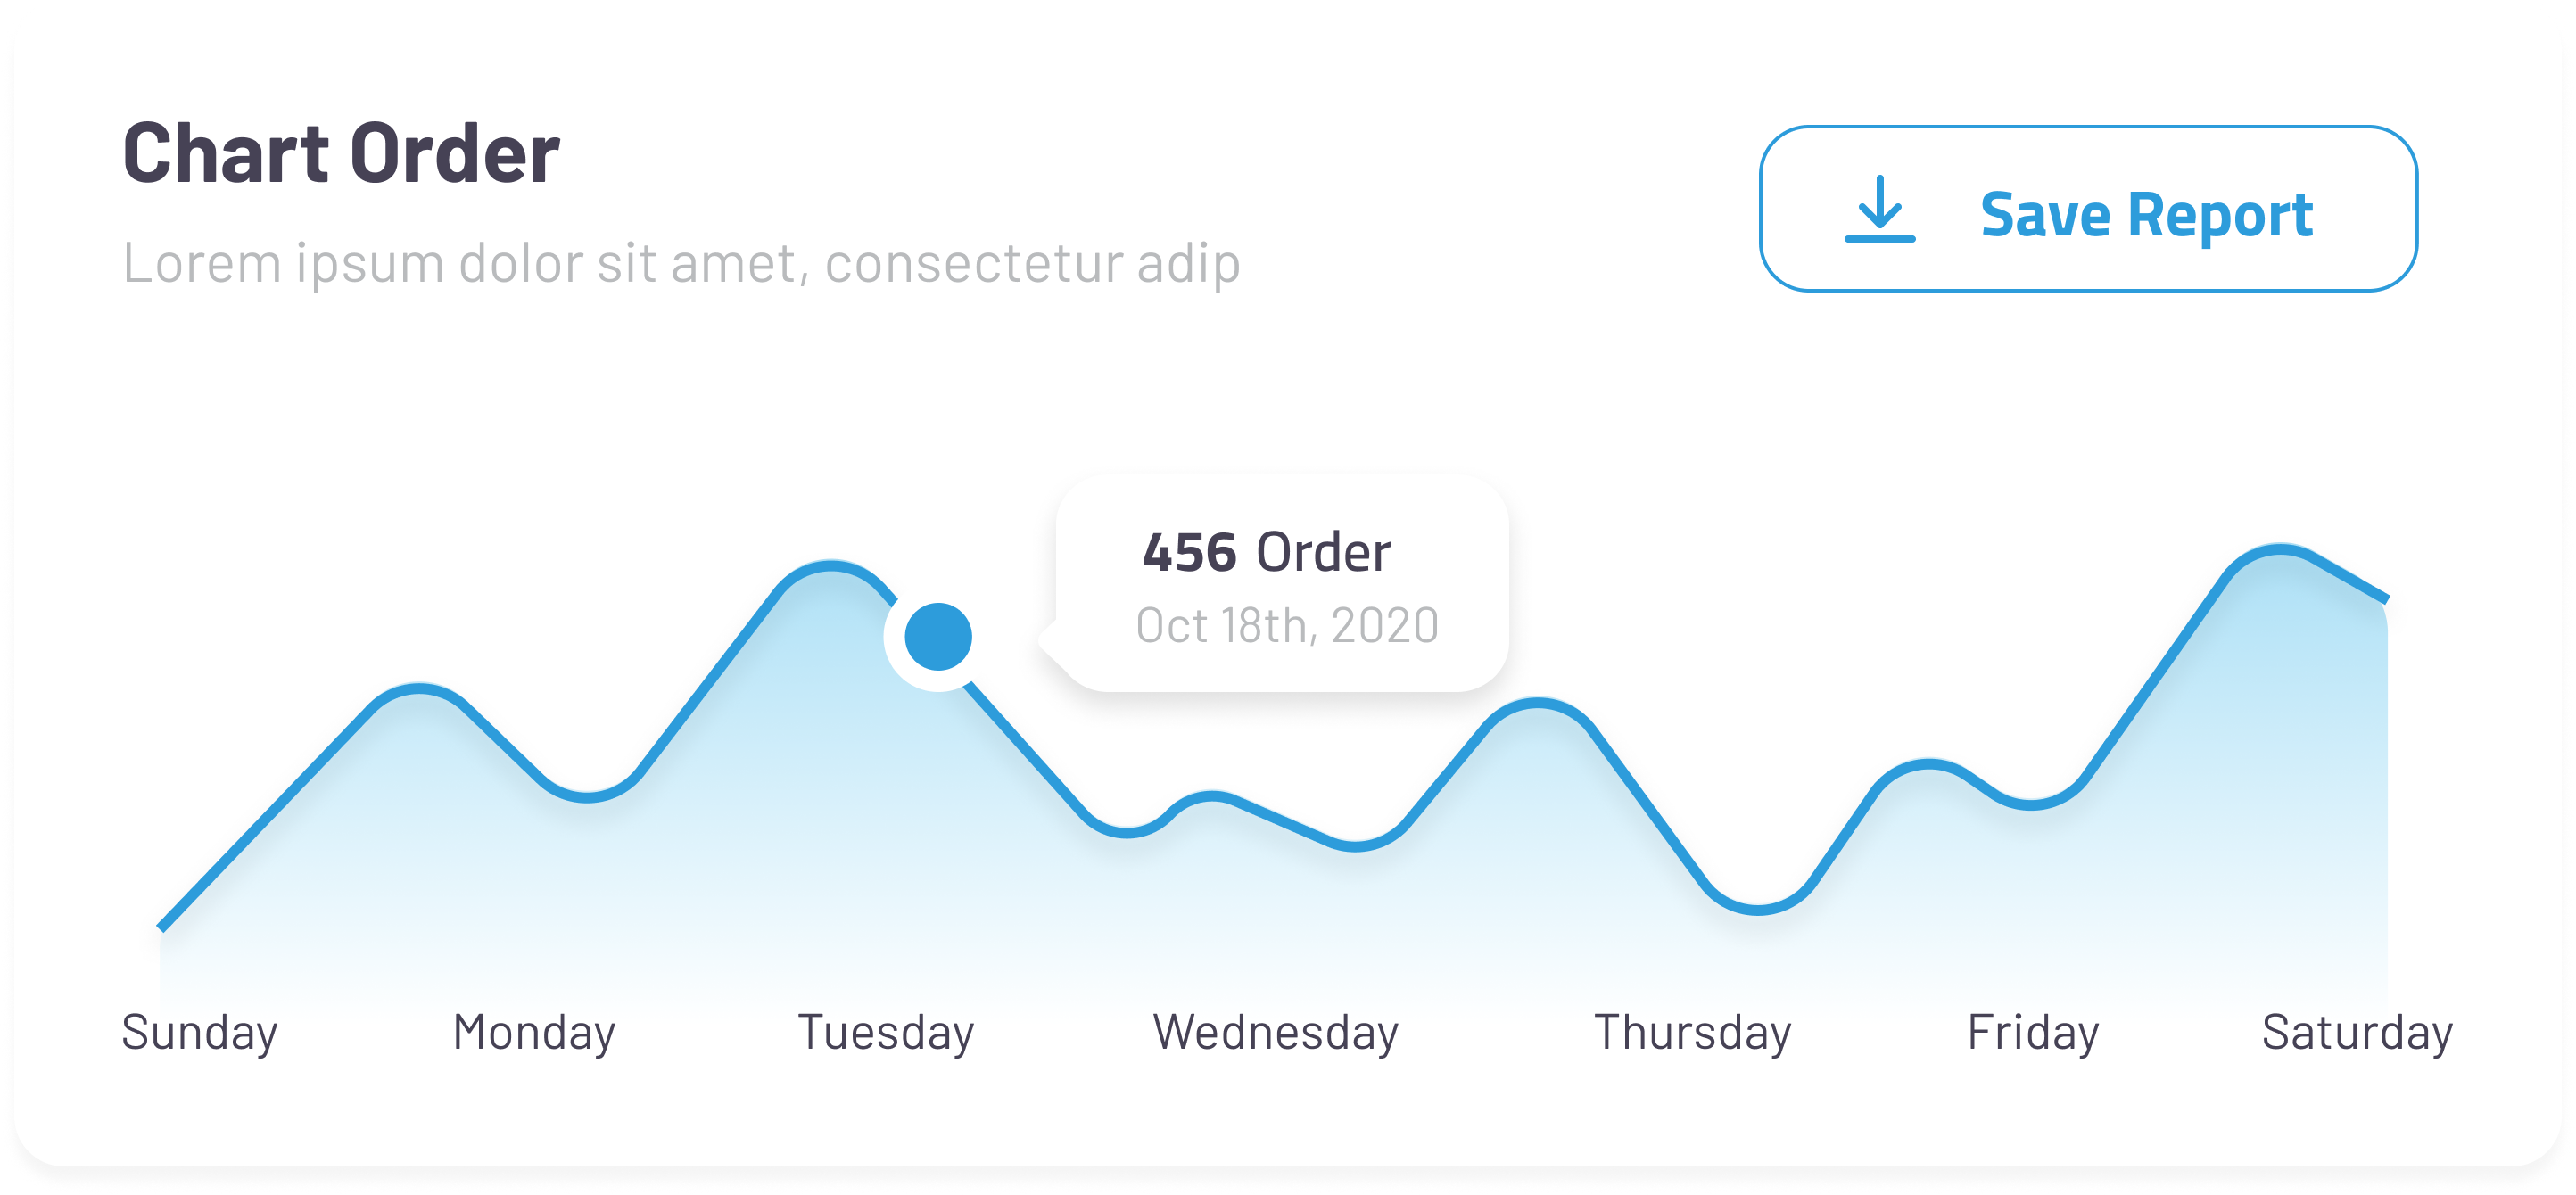 Chart Order
Lorem ipsum dolor sit amet, consectetur adip
Save Report
456 Order
Oct 18th, 2020
Sunday Monday Tuesday Wednesday Thursday Friday Saturday